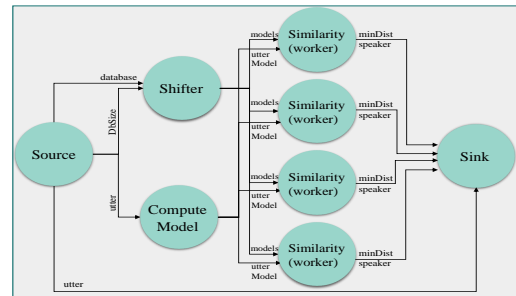 database
DbSize
utter
utter
Source
Shifter
Compute
Model
models
utter
Model
Similarity
(worker)
minDist
speaker
models
utter
Model
Similarity
(worker)
minDist
speaker
models
utter
Model
Similarity
(worker)
minDist
speaker
models
utter
Model
Similarity
(worker)
minDist
speaker
Sink